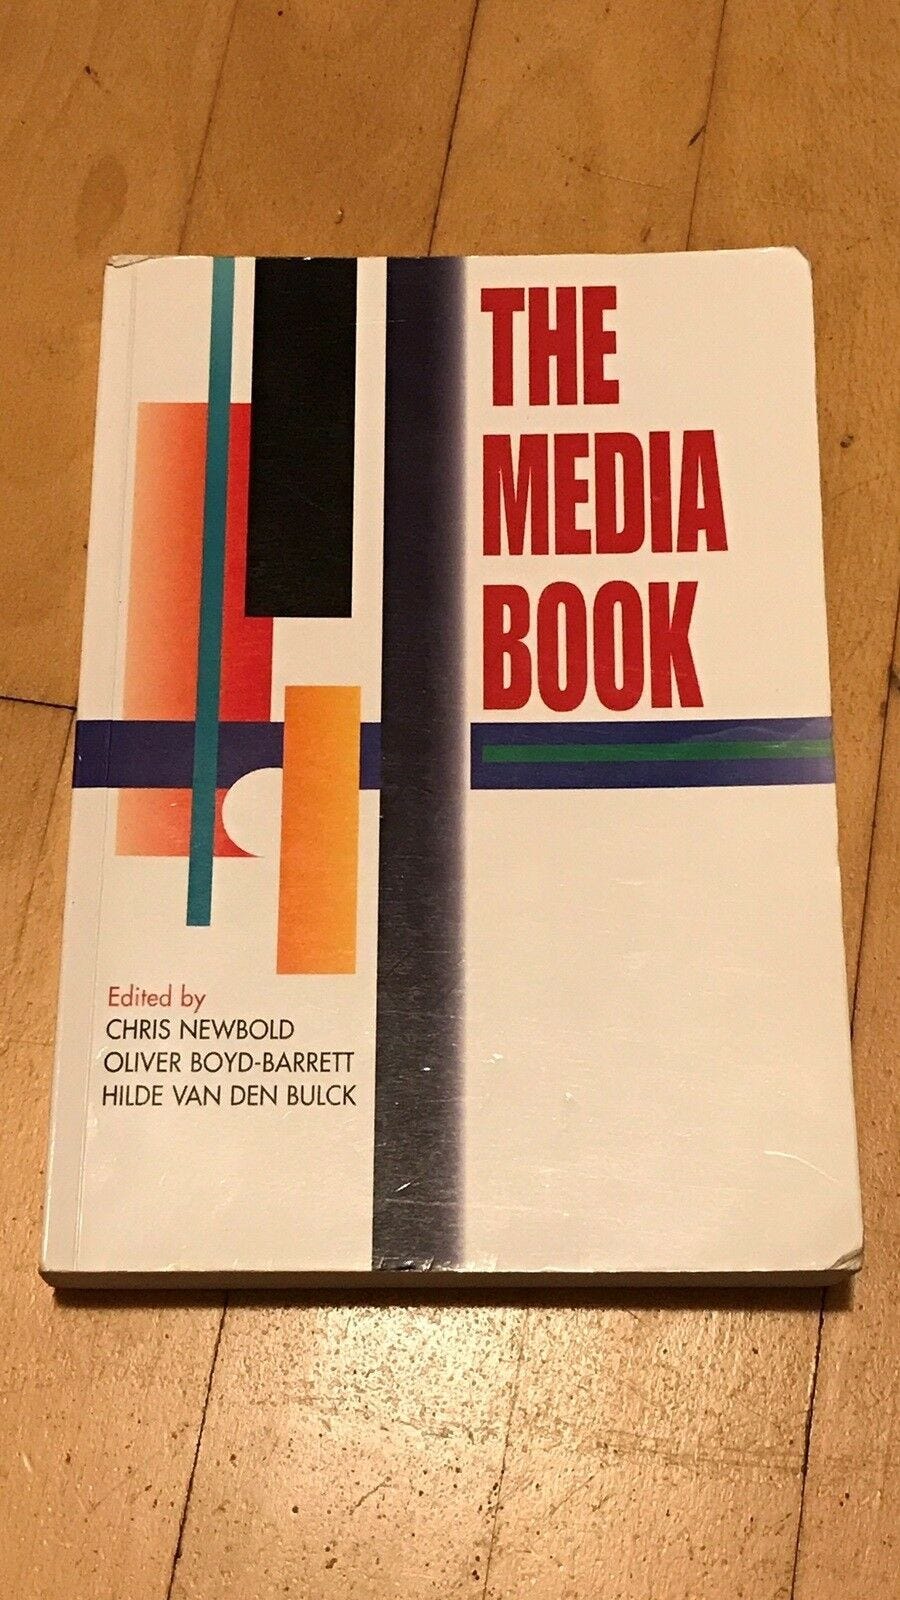 THE
MEDIA
BOOK
Edited by
CHRIS NEWBOLD
OLIVER BOYD-BARRETT
HILDE VAN DEN BULCK